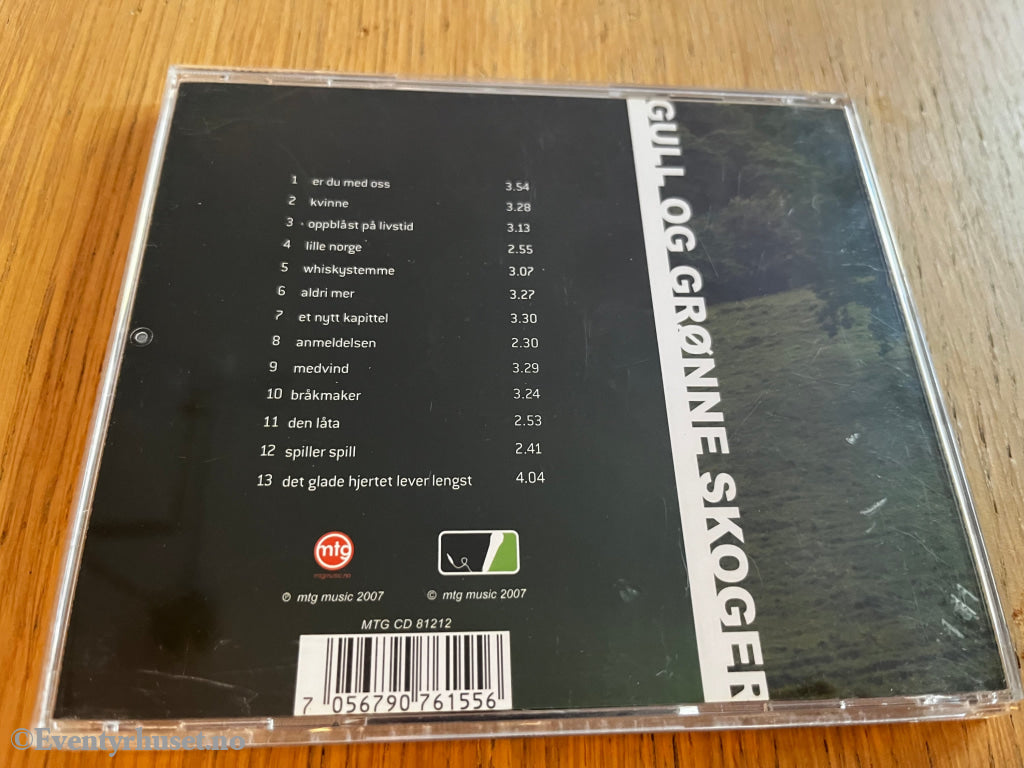 1 er du med oss 3.54
2 kvinne 3.28
3 oppblåst på livstid 3.13
4 lille norge 2.55
5 whiskystemme 3.07
6 aldri mer 3.27
7 et nytt kapittel 3.30
8 anmeldelsen 2.30
9 medvind 3.29
10 bråkmaker 3.24
11 den låta 2.53
12 spiller spill 2.41
13 det glade hjertet lever lengst 4.04
mtg
mtgmusic.no
℗ mtg music 2007 © mtg music 2007
MTG CD 81212
7 056790 761556
GULL OG GRØNNE SKOGER
©Eventyrhuset.no